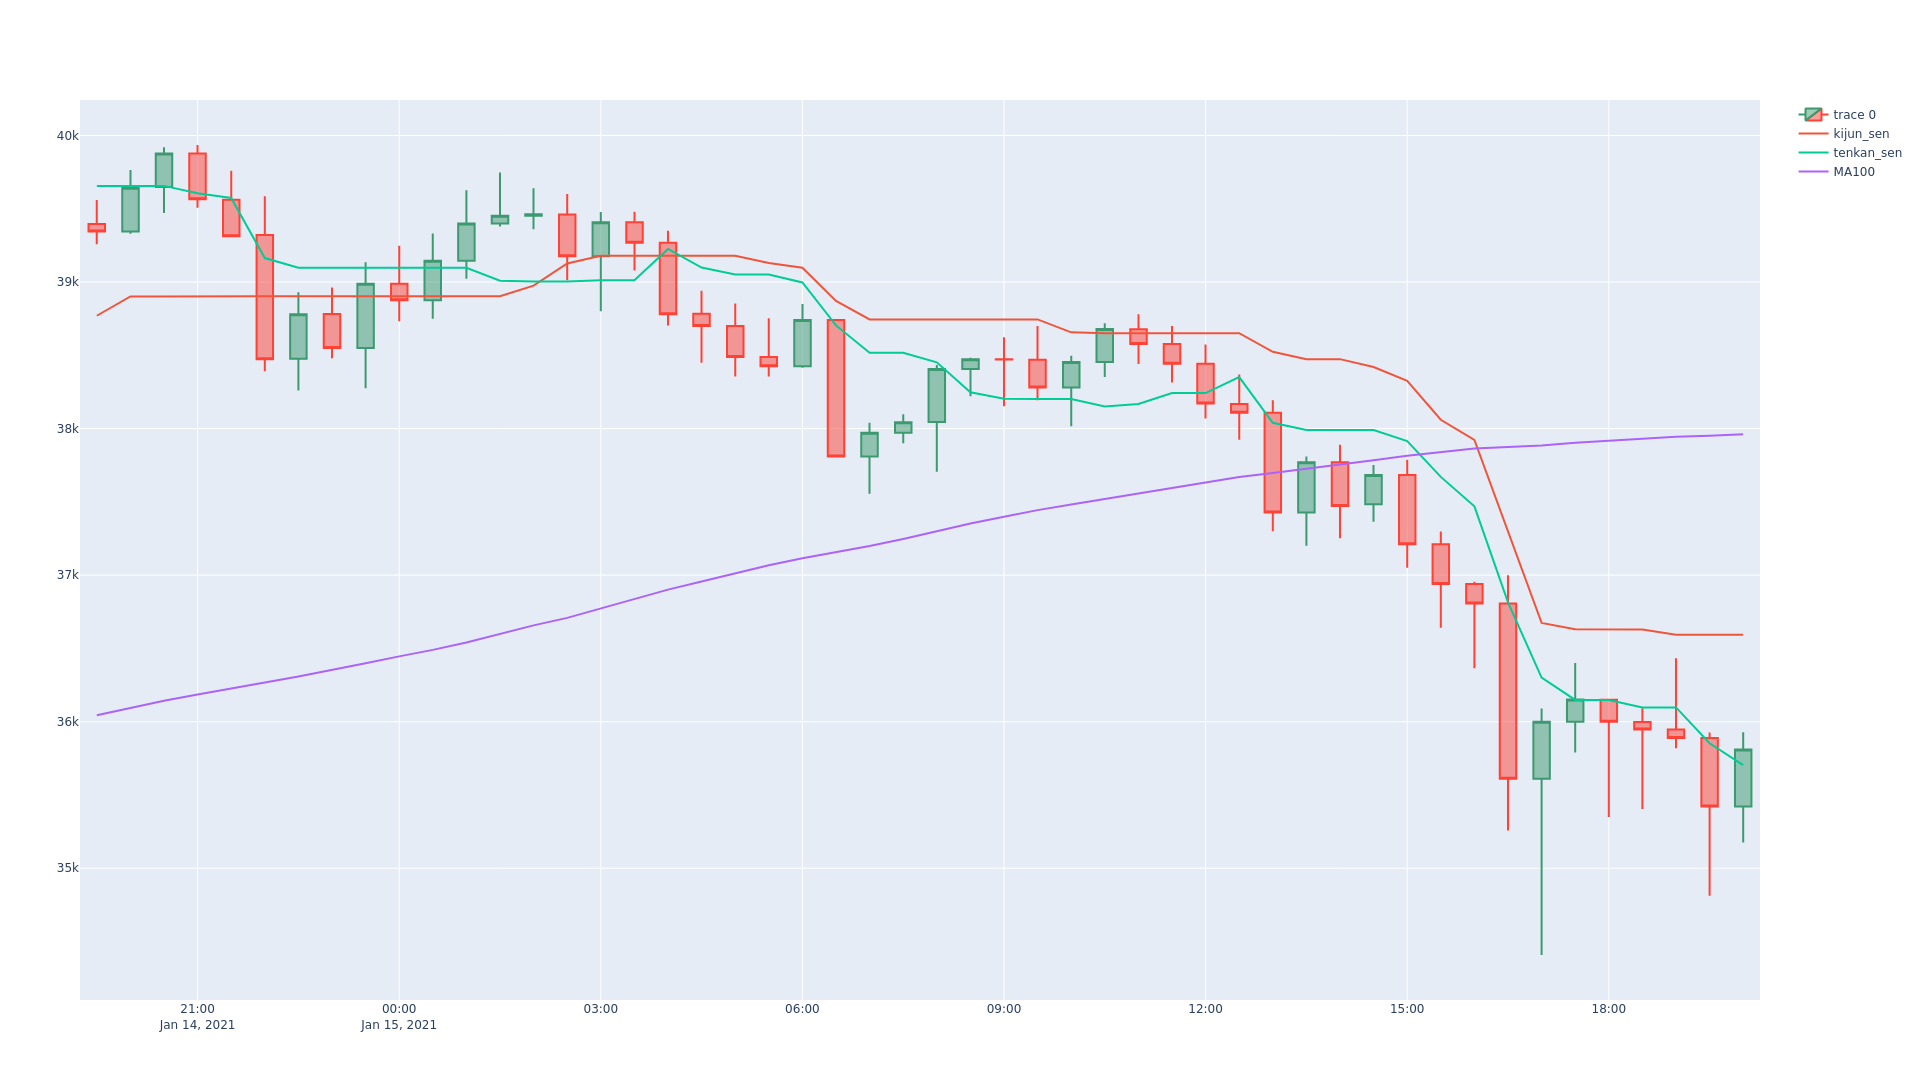 40k
39k
38k
37k
36k
35k
21:00
Jan 14, 2021
00:00
Jan 15, 2021
03:00
06:00
09:00
12:00
15:00
18:00
trace 0
kijun_sen
tenkan_sen
MA100